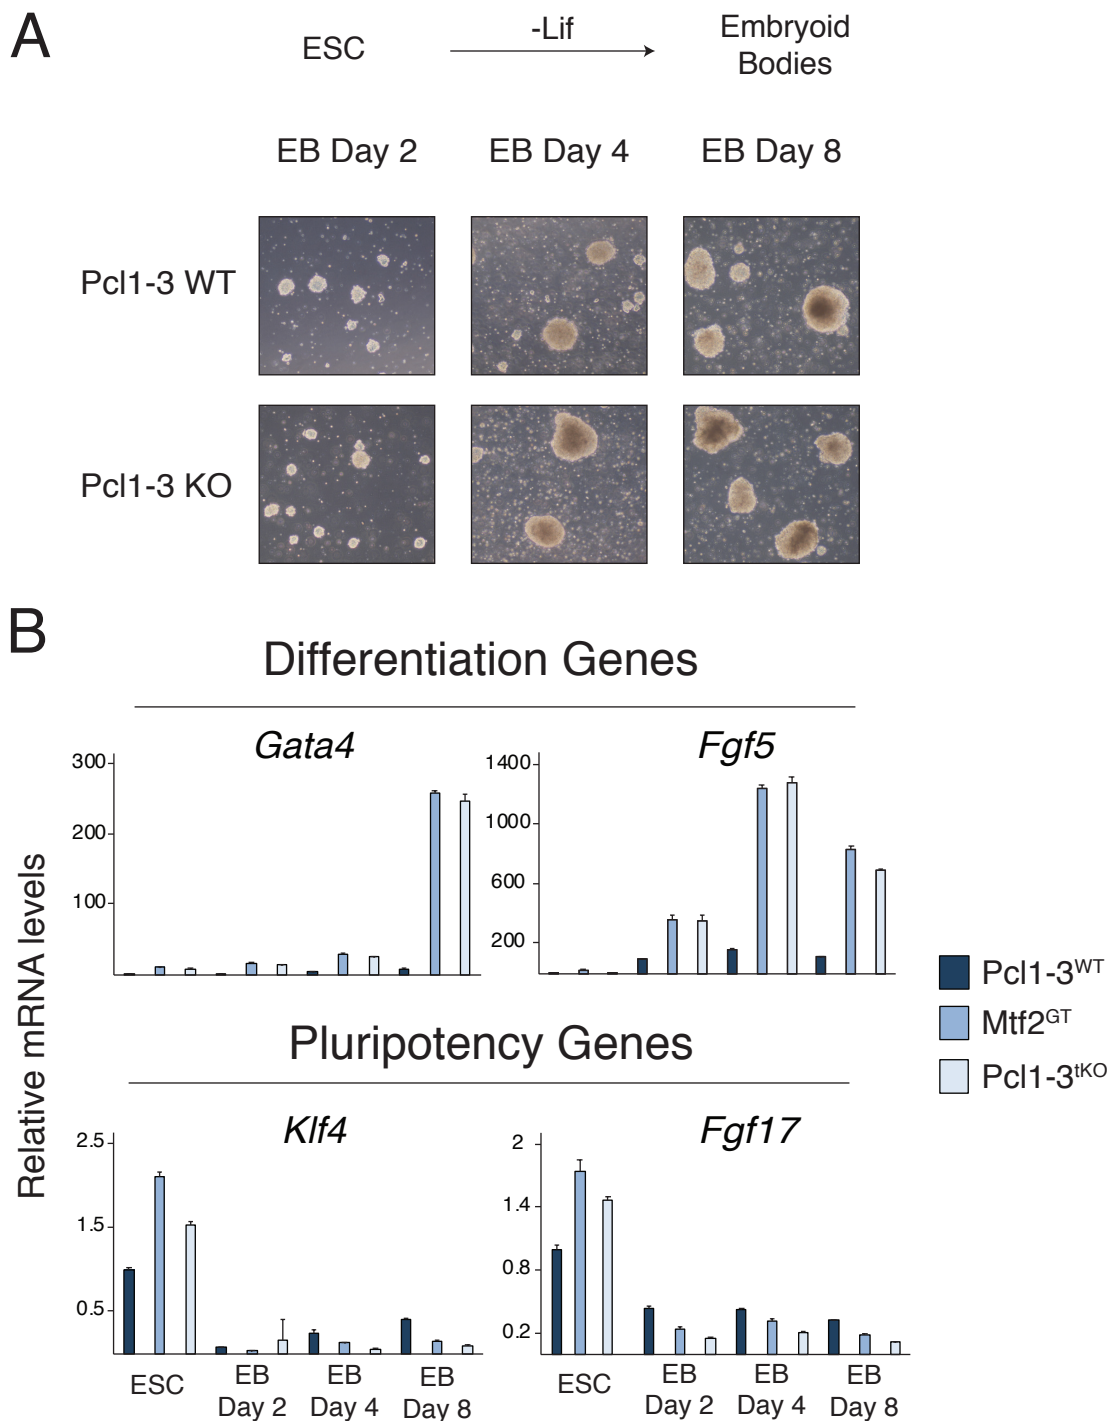 A
ESC
-Lif
Embryoid
Bodies
EB Day 2
EB Day 4
EB Day 8
Pcl1-3 WT
Pcl1-3 KO
B
Differentiation Genes
Gata4
Fgf5
300
200
100
1400
1000
600
200
Relative mRNA levels
Pcl1-3WT
Mtf2GT
Pcl1-3tKO
Pluripotency Genes
Klf4
Fgf17
2.5
1.5
0.5
2
1.4
0.8
0.2
ESC
EB
Day 2
EB
Day 4
EB
Day 8
ESC
EB
Day 2
EB
Day 4
EB
Day 8